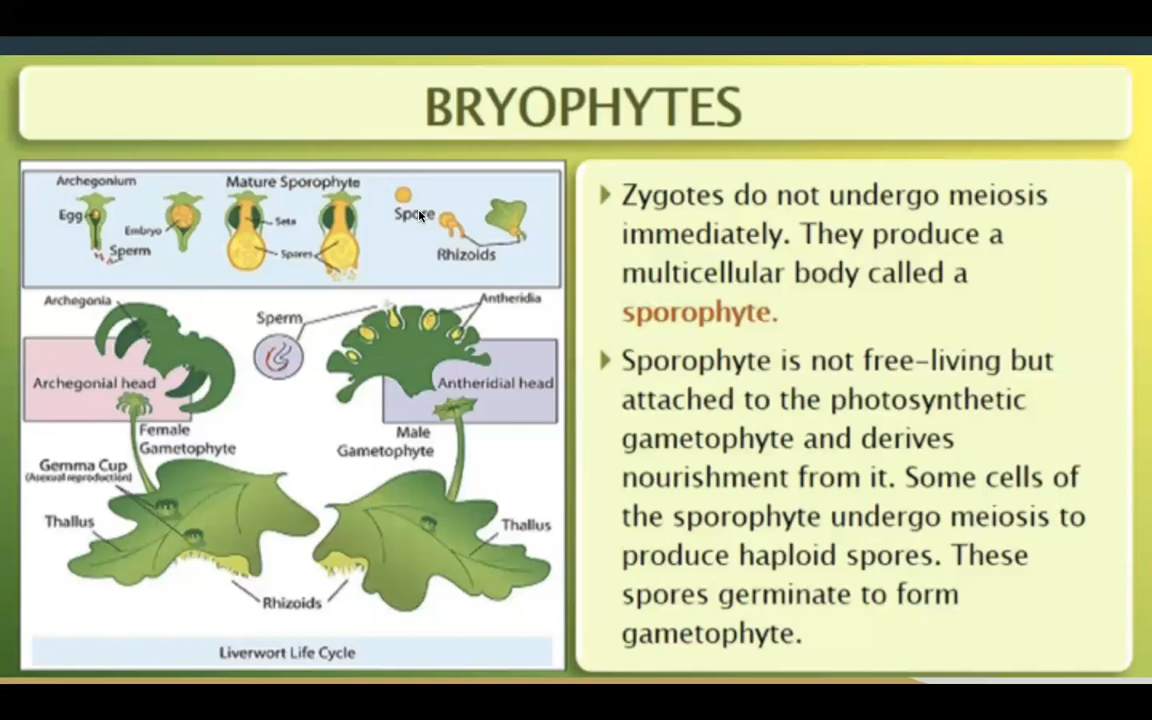 BRYOPHYTES
Archegonium
Egg
Embryo
Sperm
Mature Sporophyte
Seta
Spores
Spore
Rhizoids
Archegonia
Sperm
Antheridia
Archegonial head
Antheridial head
Female
Gametophyte
Male
Gametophyte
Gemma Cup
(Asexual reproduction)
Thallus
Thallus
Rhizoids
Liverwort Life Cycle
Zygotes do not undergo meiosis
immediately. They produce a
multicellular body called a
sporophyte.
Sporophyte is not free-living but
attached to the photosynthetic
gametophyte and derives
nourishment from it. Some cells of
the sporophyte undergo meiosis to
produce haploid spores. These
spores germinate to form
gametophyte.